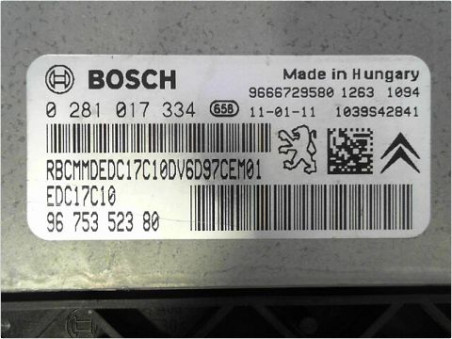 BOSCH
Made in Hungary
9666729580 1263 1094
0 281 017 334 658 11-01-11 1039S42841
RBCMMDEDC17C10DV6D97CEM01
EDC17C10
96 753 523 80